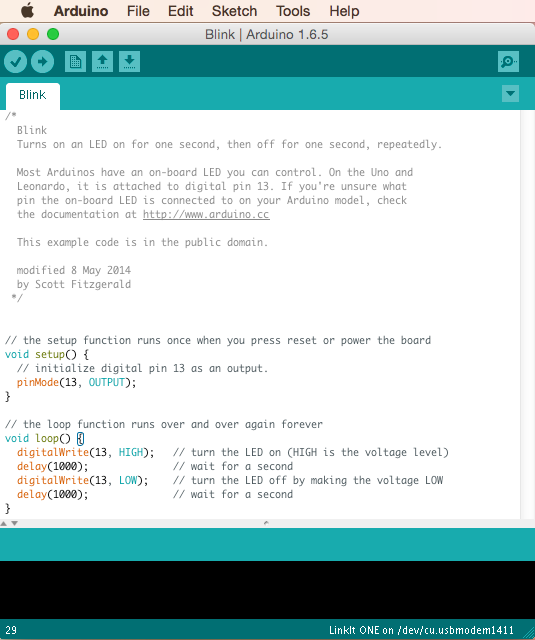 Arduino File Edit Sketch Tools Help
Blink | Arduino 1.6.5
Blink
/*
Blink
Turns on an LED on for one second, then off for one second, repeatedly.
Most Arduinos have an on-board LED you can control. On the Uno and
Leonardo, it is attached to digital pin 13. If you're unsure what
pin the on-board LED is connected to on your Arduino model, check
the documentation at http://www.arduino.cc
This example code is in the public domain.
modified 8 May 2014
by Scott Fitzgerald
*/
// the setup function runs once when you press reset or power the board
void setup() {
// initialize digital pin 13 as an output.
pinMode(13, OUTPUT);
}
// the loop function runs over and over again forever
void loop() {
digitalWrite(13, HIGH); // turn the LED on (HIGH is the voltage level)
delay(1000); // wait for a second
digitalWrite(13, LOW); // turn the LED off by making the voltage LOW
delay(1000); // wait for a second
}
29 LinkIt ONE on /dev/cu.usbmodem1411